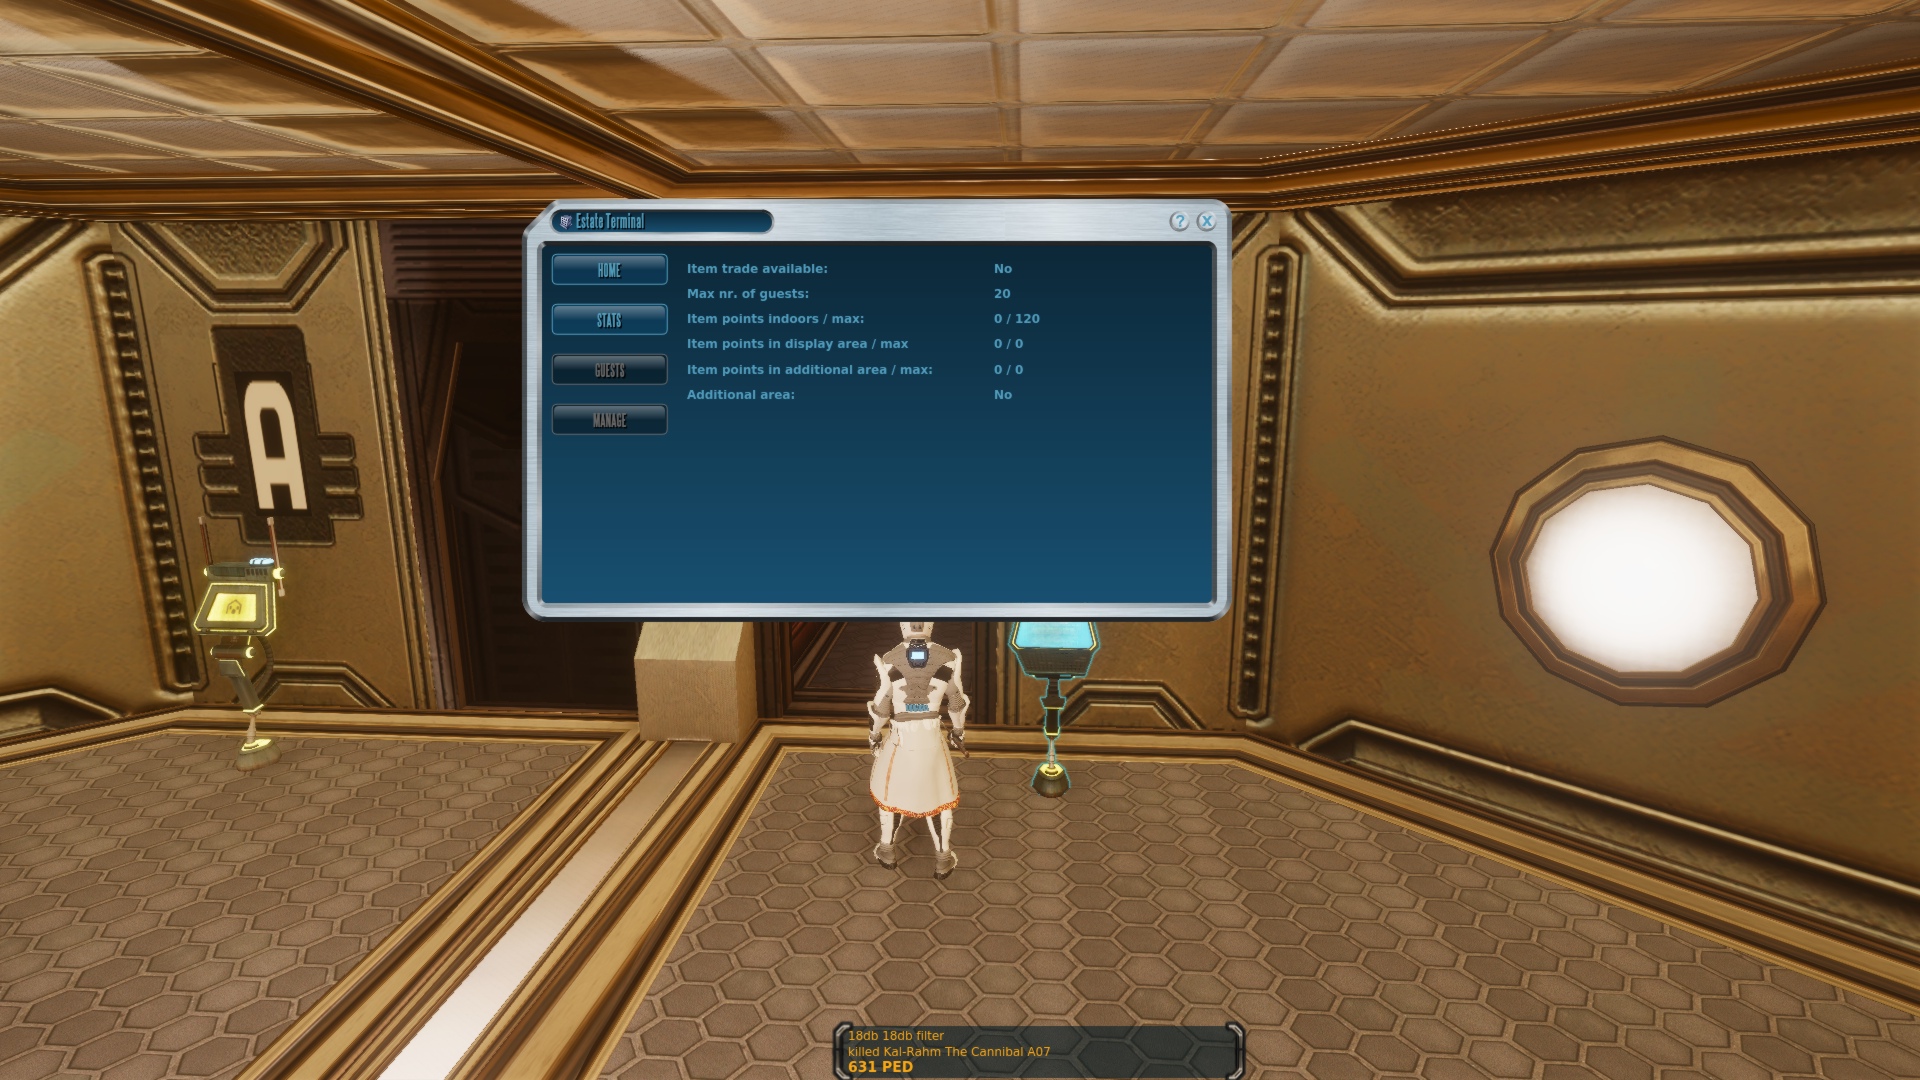 Estate Terminal
? X
HOME
STATS
GUESTS
MANAGE
Item trade available: No
Max nr. of guests: 20
Item points indoors / max: 0 / 120
Item points in display area / max 0 / 0
Item points in additional area / max: 0 / 0
Additional area: No
A
18db 18db filter
killed Kal-Rahm The Cannibal A07
631 PED